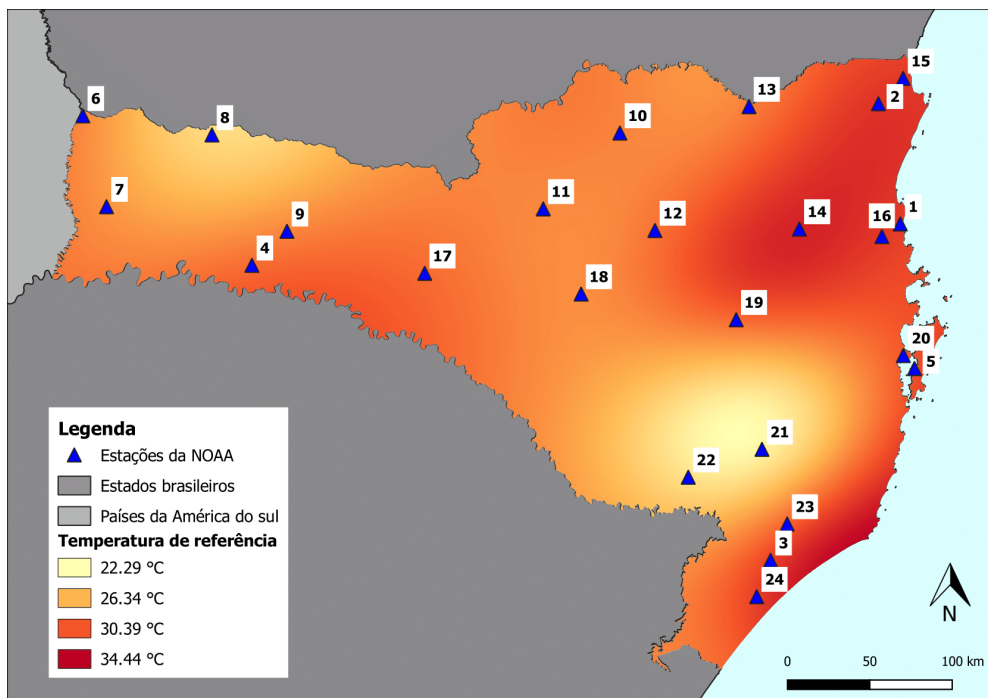 15
6
2
13
8
10
7
11
1
9
12
14
16
4
17
18
19
20
5
21
22
23
3
24
Legenda
Estações da NOAA
Estados brasileiros
Países da América do sul
Temperatura de referência
22.29 °C
26.34 °C
30.39 °C
34.44 °C
N
0 50 100 km